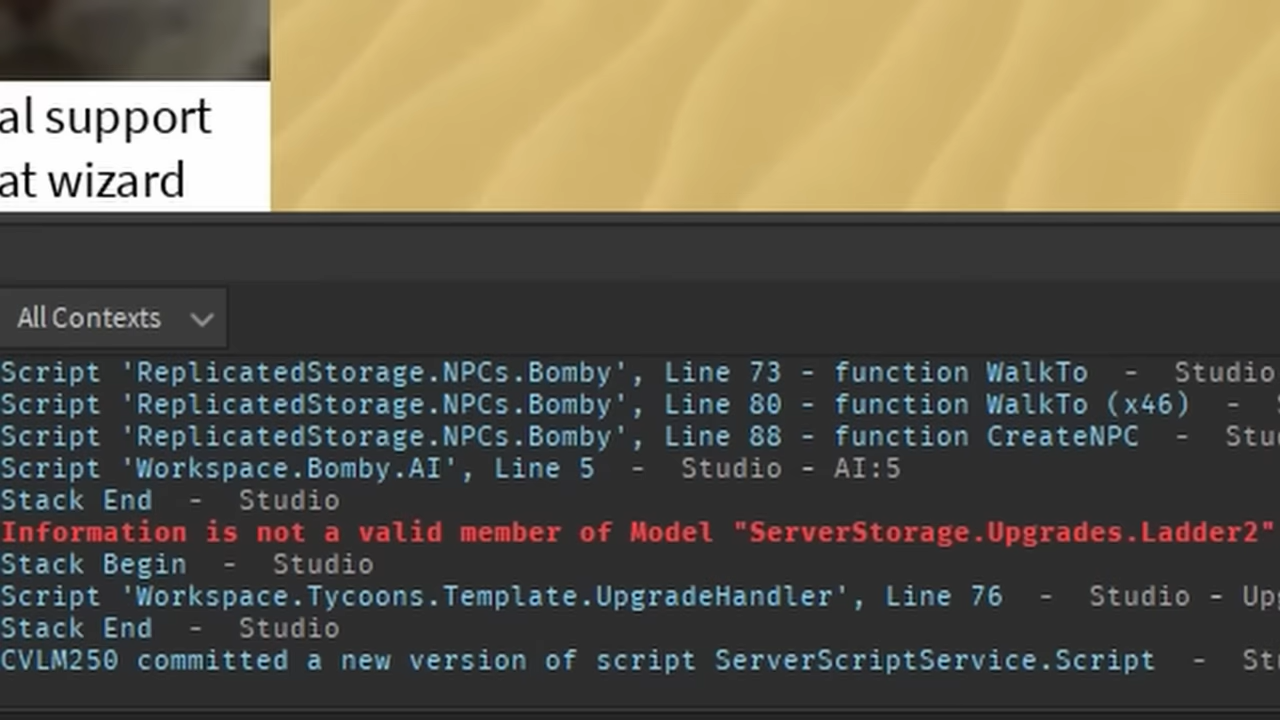 al support
at wizard
All Contexts
Script 'ReplicatedStorage.NPCs.Bomby', Line 73 - function WalkTo - Studio
Script 'ReplicatedStorage.NPCs.Bomby', Line 80 - function WalkTo (x46) -
Script 'ReplicatedStorage.NPCs.Bomby', Line 88 - function CreateNPC - Stu
Script 'Workspace.Bomby.AI', Line 5 - Studio - AI:5
Stack End - Studio
Information is not a valid member of Model "ServerStorage.Upgrades.Ladder2"
Stack Begin - Studio
Script 'Workspace.Tycoons.Template.UpgradeHandler', Line 76 - Studio - Upg
Stack End - Studio
CVLM250 committed a new version of script ServerScriptService.Script - Stu